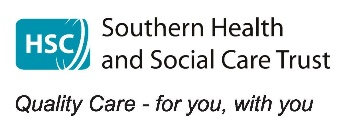 HSC
Southern Health
and Social Care Trust
Quality Care - for you, with you